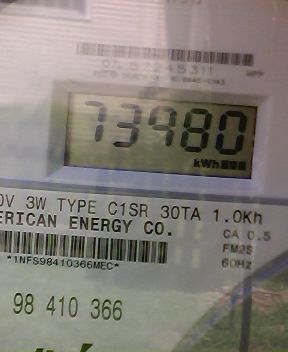 73980
kWh
0V 3W TYPE C1SR 30TA 1.0Kh
ERICAN ENERGY CO.
CA 0.5
FM2S
60Hz
*1NFS98410366MEC*
98 410 366